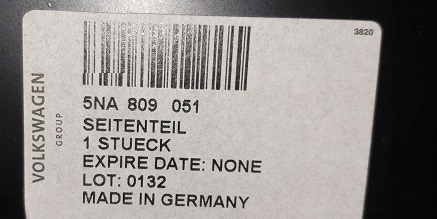 3820
VOLKSWAGEN
GROUP
5NA 809 051
SEITENTEIL
1 STUECK
EXPIRE DATE: NONE
LOT: 0132
MADE IN GERMANY